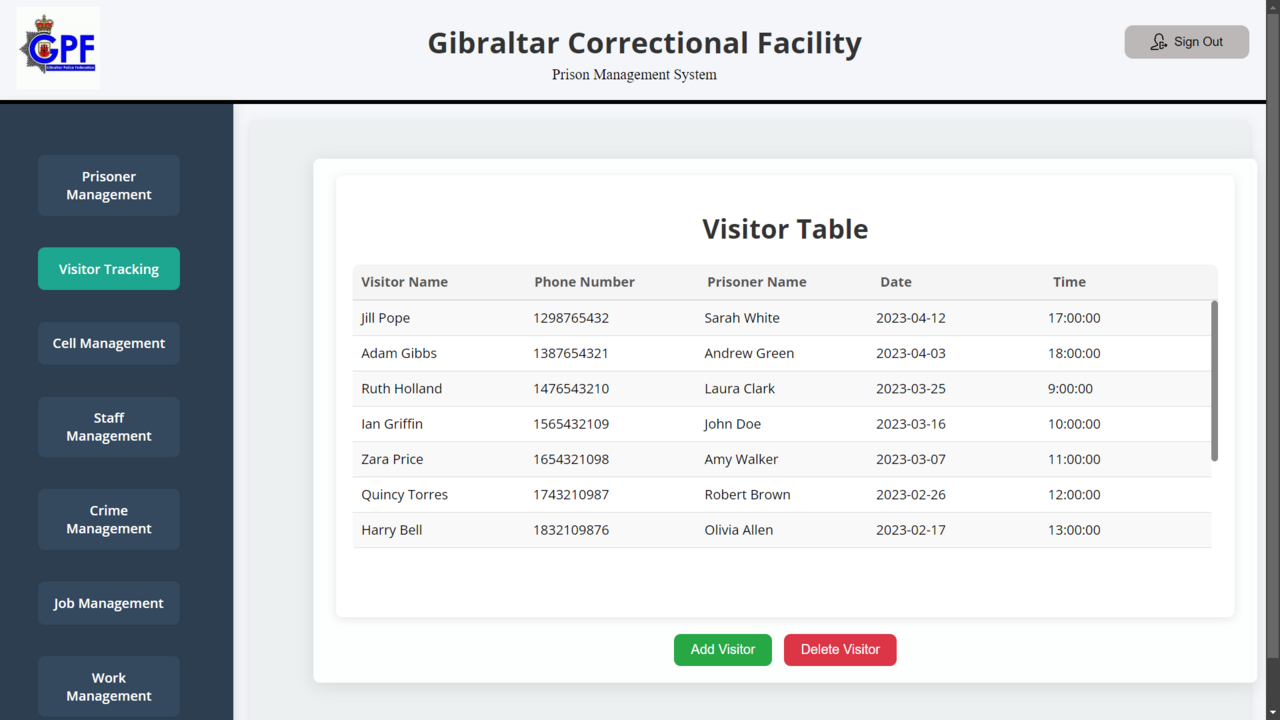 GPF
Gibraltar Police Federation
Gibraltar Correctional Facility
Prison Management System
Sign Out
Prisoner
Management
Visitor Tracking
Cell Management
Staff
Management
Crime
Management
Job Management
Work
Management
Visitor Table
Visitor Name Phone Number Prisoner Name Date Time
Jill Pope 1298765432 Sarah White 2023-04-12 17:00:00
Adam Gibbs 1387654321 Andrew Green 2023-04-03 18:00:00
Ruth Holland 1476543210 Laura Clark 2023-03-25 9:00:00
Ian Griffin 1565432109 John Doe 2023-03-16 10:00:00
Zara Price 1654321098 Amy Walker 2023-03-07 11:00:00
Quincy Torres 1743210987 Robert Brown 2023-02-26 12:00:00
Harry Bell 1832109876 Olivia Allen 2023-02-17 13:00:00
Add Visitor
Delete Visitor